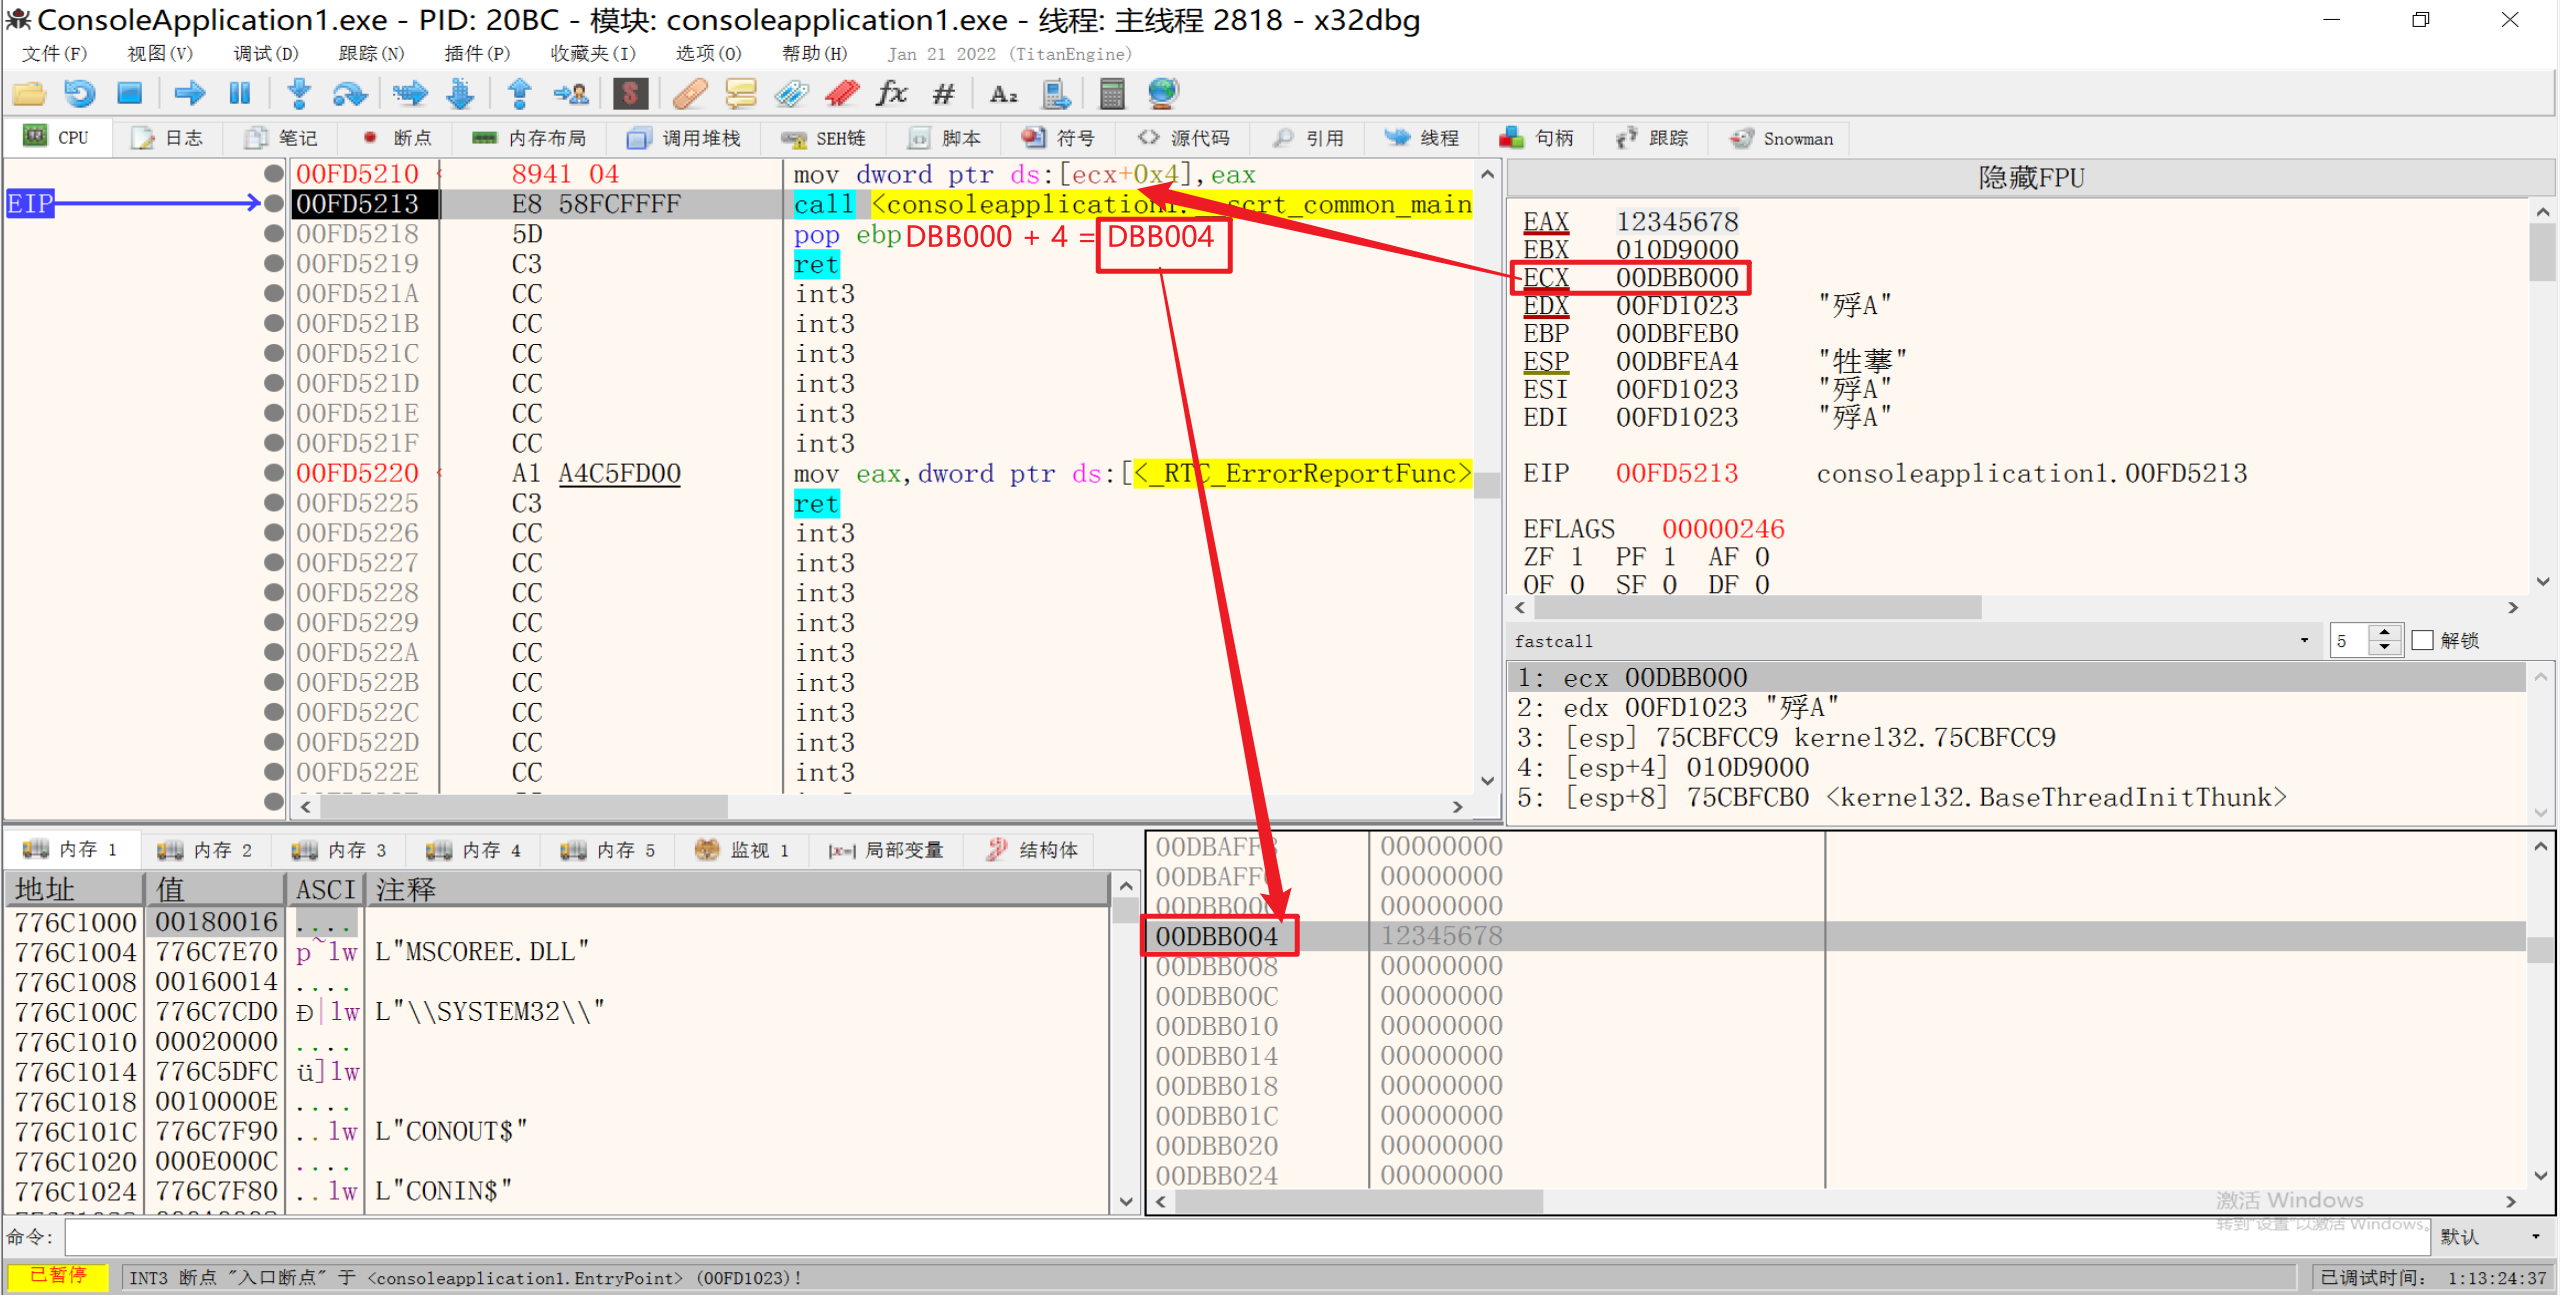 ConsoleApplication1.exe - PID: 20BC - 模块: consoleapplication1.exe - 线程: 主线程 2818 - x32dbg
文件(F) 视图(V) 调试(D) 跟踪(N) 插件(P) 收藏夹(I) 选项(O) 帮助(H) Jan 21 2022 (TitanEngine)
CPU 日志 笔记 断点 内存布局 调用堆栈 SEH链 脚本 符号 源代码 引用 线程 句柄 跟踪 Snowman
00FD5210 8941 04 mov dword ptr ds:[ecx+0x4],eax
EIP 00FD5213 E8 58FCFFFF call <consoleapplication1.__scrt_common_main
00FD5218 5D pop ebp
DBB000 + 4 = DBB004
00FD5219 C3 ret
00FD521A CC int3
00FD521B CC int3
00FD521C CC int3
00FD521D CC int3
00FD521E CC int3
00FD521F CC int3
00FD5220 A1 A4C5FD00 mov eax,dword ptr ds:[<_RTC_ErrorReportFunc>
00FD5225 C3 ret
00FD5226 CC int3
00FD5227 CC int3
00FD5228 CC int3
00FD5229 CC int3
00FD522A CC int3
00FD522B CC int3
00FD522C CC int3
00FD522D CC int3
00FD522E CC int3
隐藏FPU
EAX 12345678
EBX 010D9000
ECX 00DBB000
EDX 00FD1023 "殍A"
EBP 00DBFEB0
ESP 00DBFEA4
ESI 00FD1023 "殍A"
EDI 00FD1023 "殍A"
EIP 00FD5213 consoleapplication1.00FD5213
EFLAGS 00000246
ZF 1 PF 1 AF 0
OF 0 SF 0 DF 0
fastcall 5 解锁
1: ecx 00DBB000
2: edx 00FD1023 "殍A"
3: [esp] 75CBFCC9 kernel32.75CBFCC9
4: [esp+4] 010D9000
5: [esp+8] 75CBFCB0 <kernel32.BaseThreadInitThunk>
内存 1 内存 2 内存 3 内存 4 内存 5 监视 1 局部变量 结构体
地址 值 ASCI 注释
776C1000 00180016 ....
776C1004 776C7E70 p~lw L"MSCOREE.DLL"
776C1008 00160014 ....
776C100C 776C7CD0 Ð|lw L"\\SYSTEM32\\"
776C1010 00020000 ....
776C1014 776C5DFC ü]lw
776C1018 0010000E ....
776C101C 776C7F90 ..lw L"CONOUT$"
776C1020 000E000C ....
776C1024 776C7F80 ..lw L"CONIN$"
00DBAFF8 00000000
00DBAFFC 00000000
00DBB000 00000000
00DBB004 12345678
00DBB008 00000000
00DBB00C 00000000
00DBB010 00000000
00DBB014 00000000
00DBB018 00000000
00DBB01C 00000000
00DBB020 00000000
00DBB024 00000000
激活 Windows
转到"设置"以激活 Windows。
命令: 默认
已暂停 INT3 断点 "入口断点" 于 <consoleapplication1.EntryPoint> (00FD1023)! 已调试时间: 1:13:24:37